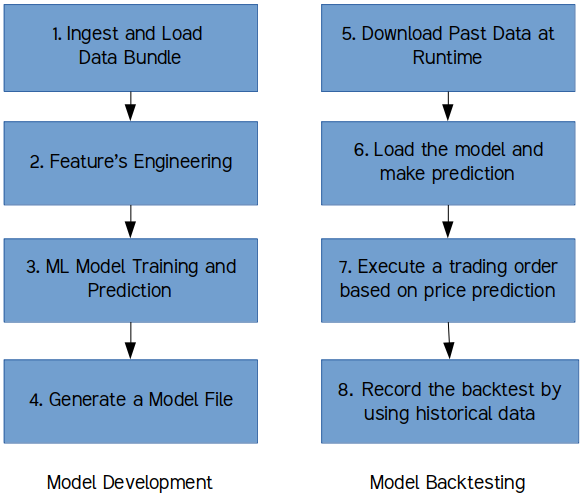 1. Ingest and Load
Data Bundle
2. Feature's Engineering
3. ML Model Training and
Prediction
4. Generate a Model File
Model Development
5. Download Past Data at
Runtime
6. Load the model and
make prediction
7. Execute a trading order
based on price prediction
8. Record the backtest by
using historical data
Model Backtesting